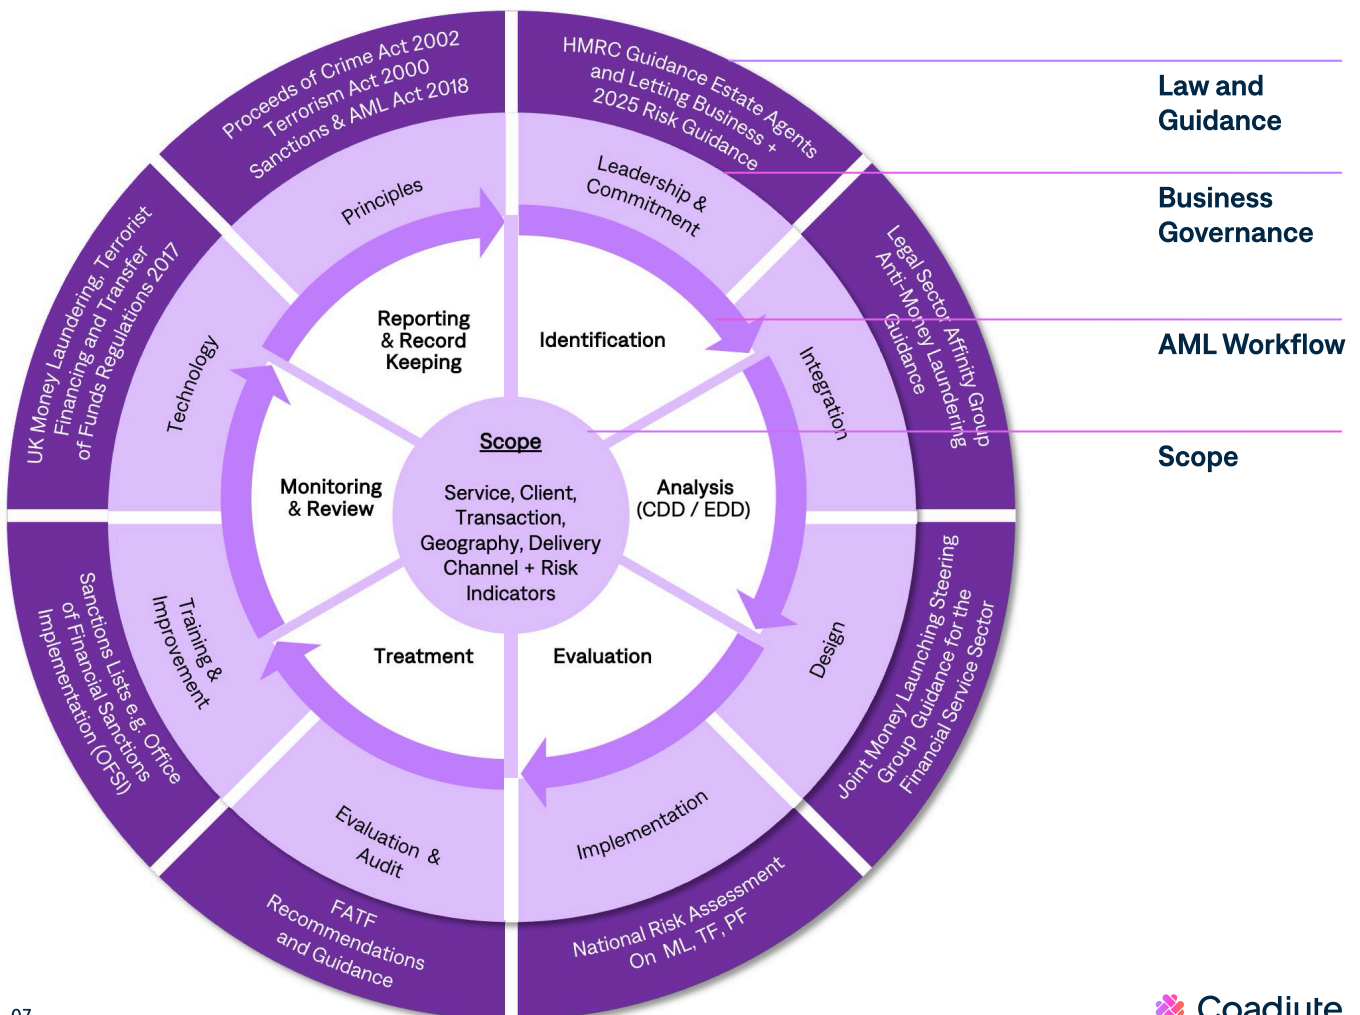 Proceeds of Crime Act 2002
Terrorism Act 2000
Sanctions & AML Act 2018
HMRC Guidance Estate Agents
and Letting Business +
2025 Risk Guidance
Legal Sector Affinity Group
Anti-Money Laundering
Guidance
Joint Money Launching Steering
Group Guidance for the
Financial Service Sector
National Risk Assessment
On ML, TF, PF
FATF
Recommendations
and Guidance
Sanctions Lists e.g. Office
of Financial Sanctions
Implementation (OFSI)
UK Money Laundering, Terrorist
Financing and Transfer
of Funds Regulations 2017
Principles
Leadership &
Commitment
Integration
Design
Implementation
Evaluation &
Audit
Training &
Improvement
Technology
Reporting
& Record
Keeping
Identification
Analysis
(CDD / EDD)
Evaluation
Treatment
Monitoring
& Review
Scope
Service, Client,
Transaction,
Geography, Delivery
Channel + Risk
Indicators
Law and
Guidance
Business
Governance
AML Workflow
Scope
07
Coadjute